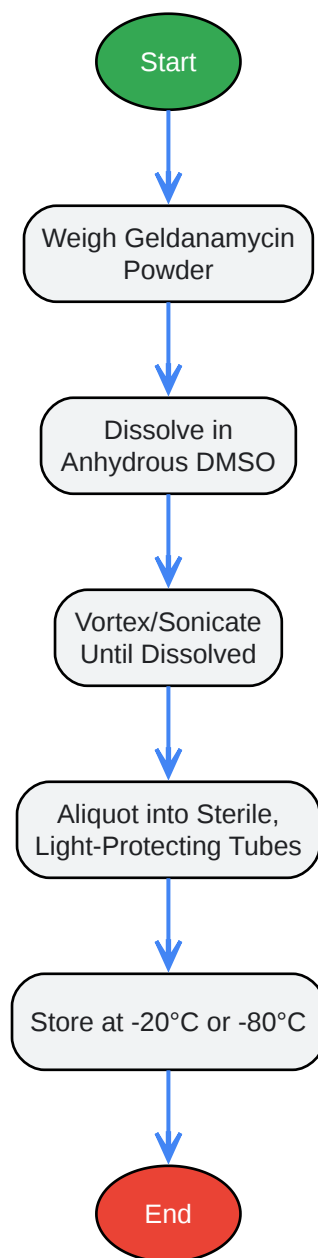 Start
Weigh Geldanamycin
Powder
Dissolve in
Anhydrous DMSO
Vortex/Sonicate
Until Dissolved
Aliquot into Sterile,
Light-Protecting Tubes
Store at -20°C or -80°C
End